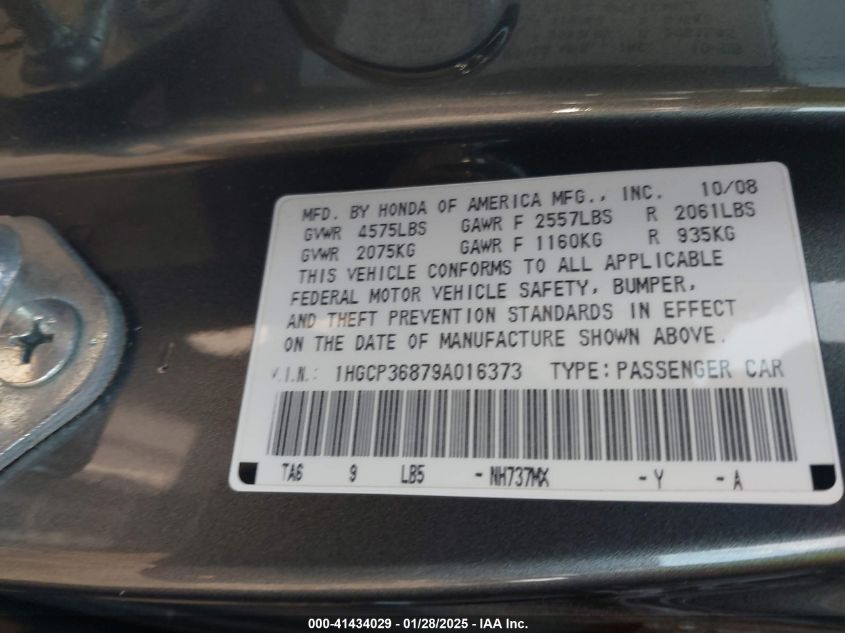 MFD. BY HONDA OF AMERICA MFG., INC. 10/08
GVWR 4575LBS GAWR F 2557LBS R 2061LBS
GVWR 2075KG GAWR F 1160KG R 935KG
THIS VEHICLE CONFORMS TO ALL APPLICABLE
FEDERAL MOTOR VEHICLE SAFETY, BUMPER,
AND THEFT PREVENTION STANDARDS IN EFFECT
ON THE DATE OF MANUFACTURE SHOWN ABOVE.
V.I.N.: 1HGCP36879A016373 TYPE: PASSENGER CAR
TA6 9 LB5 -NH737MX -Y -A
000-41434029 - 01/28/2025 - IAA Inc.